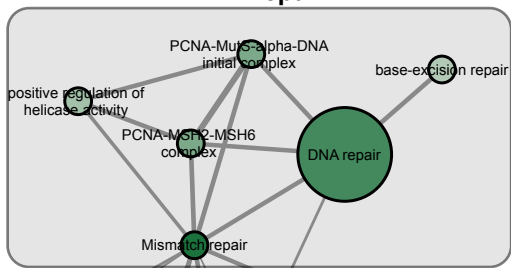 PCNA-MutS-alpha-DNA
initial complex
base-excision repair
positive regulation of
helicase activity
PCNA-MSH2-MSH6
complex
DNA repair
Mismatch repair